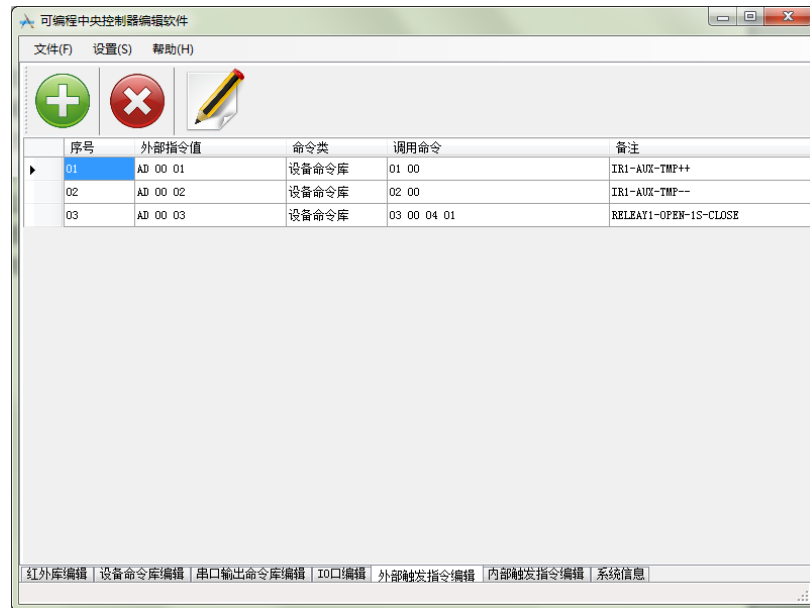 可编程中央控制器编辑软件
文件(F) 设置(S) 帮助(H)
序号 外部指令值 命令类 调用命令 备注
01 AD 00 01 设备命令库 01 00 IR1-AUX-TMP++
02 AD 00 02 设备命令库 02 00 IR1-AUX-TMP--
03 AD 00 03 设备命令库 03 00 04 01 RELEAY1-OPEN-1S-CLOSE
红外库编辑 设备命令库编辑 串口输出命令库编辑 IO口编辑 外部触发指令编辑 内部触发指令编辑 系统信息